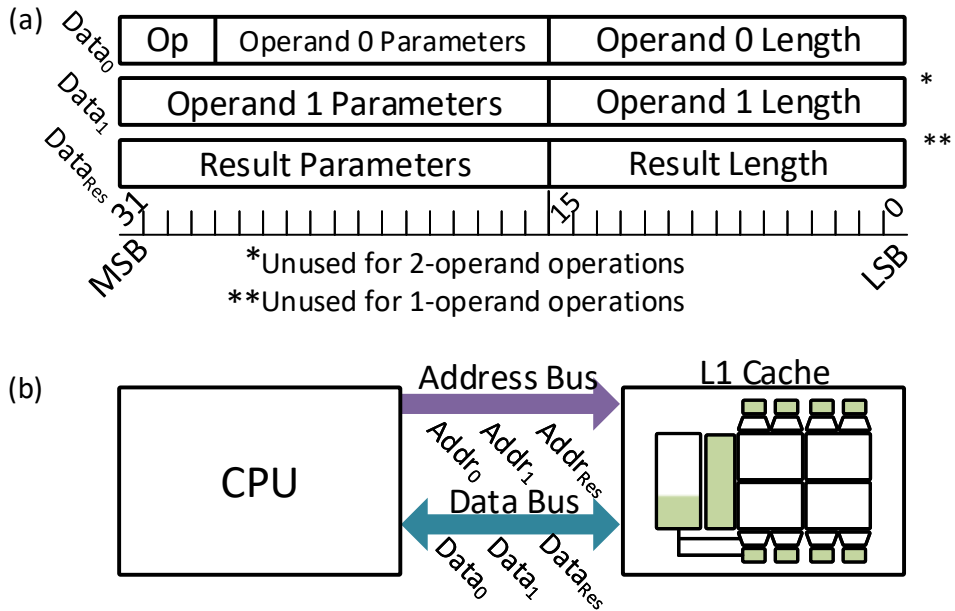 (a)
Data0 Op Operand 0 Parameters Operand 0 Length
Data1 Operand 1 Parameters Operand 1 Length *
DataRes Result Parameters Result Length **
31 15 0
MSB LSB
*Unused for 2-operand operations
**Unused for 1-operand operations
(b)
CPU
Address Bus
Addr0 Addr1 AddrRes
Data Bus
Data0 Data1 DataRes
L1 Cache